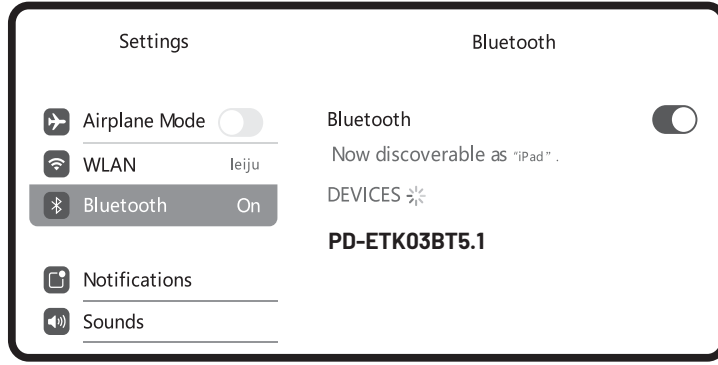 Settings
Airplane Mode
WLAN leiju
Bluetooth On
Notifications
Sounds
Bluetooth
Bluetooth
Now discoverable as “iPad” .
DEVICES
PD-ETK03BT5.1